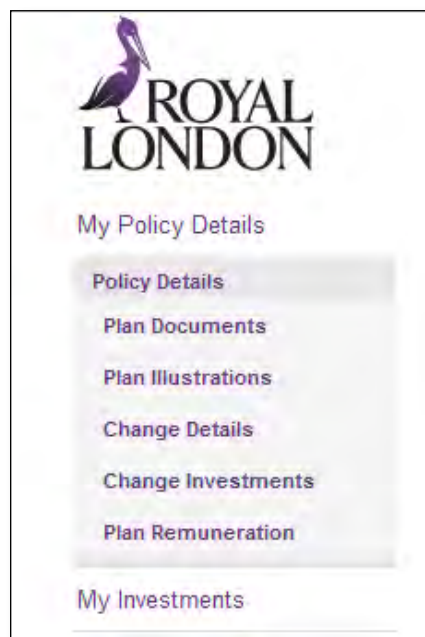 ROYAL
LONDON
My Policy Details
Policy Details
Plan Documents
Plan Illustrations
Change Details
Change Investments
Plan Remuneration
My Investments